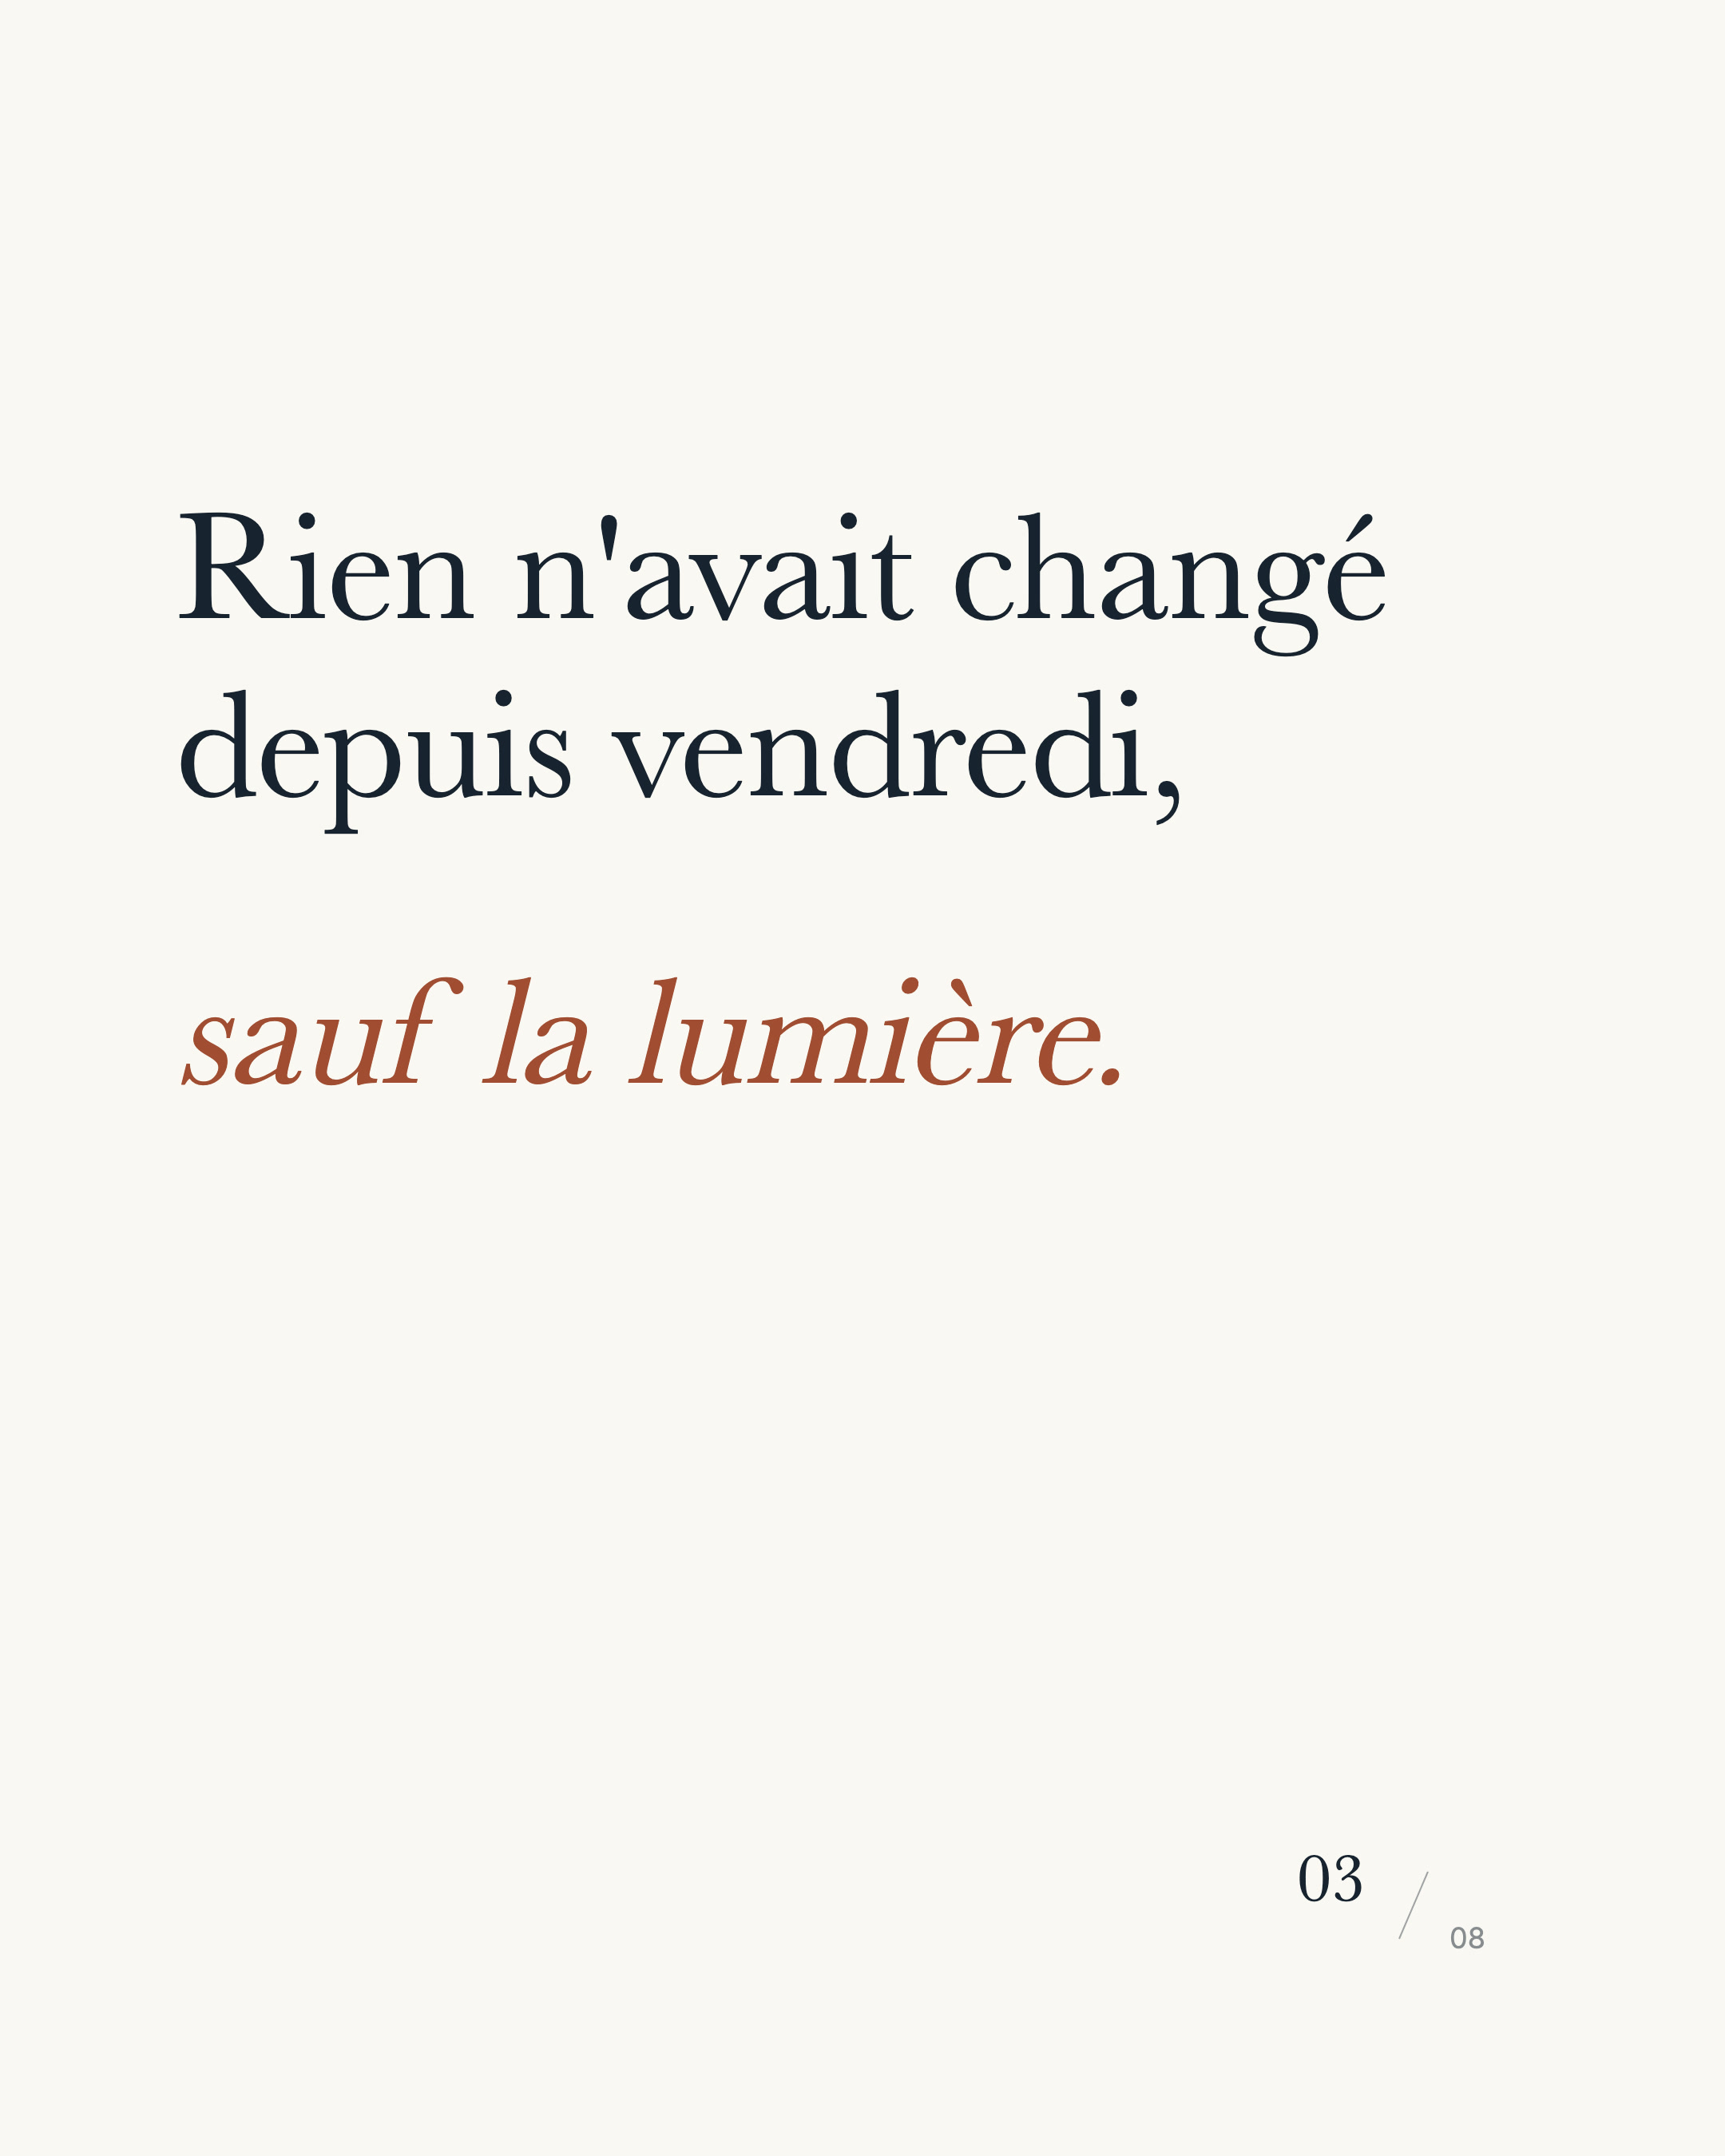 Rien n'avait changé
depuis vendredi,
sauf la lumière.
03 / 08